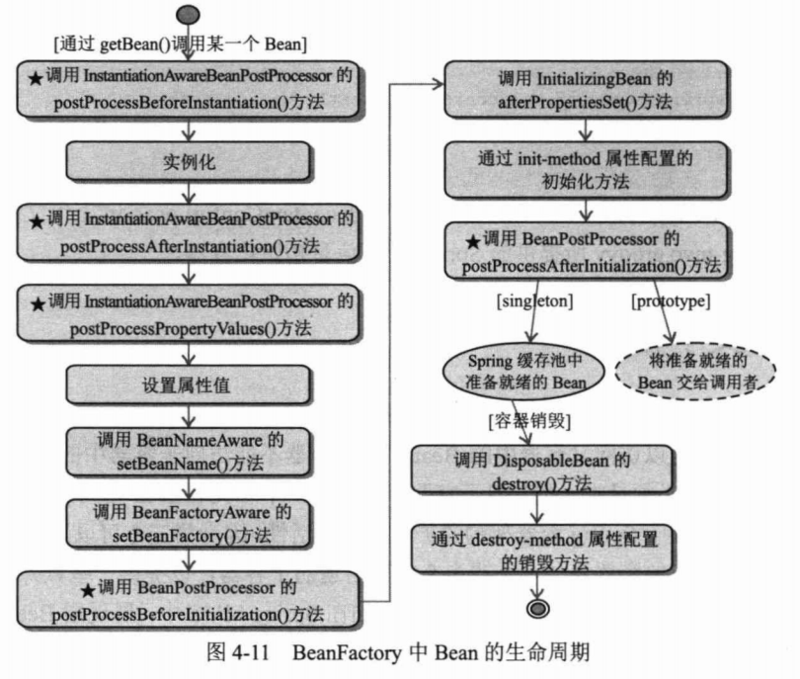 [通过 getBean()调用某一个 Bean]
★调用 InstantiationAwareBeanPostProcessor 的
postProcessBeforeInstantiation()方法
实例化
★调用 InstantiationAwareBeanPostProcessor 的
postProcessAfterInstantiation()方法
★调用 InstantiationAwareBeanPostProcessor 的
postProcessPropertyValues()方法
设置属性值
调用 BeanNameAware 的
setBeanName()方法
调用 BeanFactoryAware 的
setBeanFactory()方法
★调用 BeanPostProcessor 的
postProcessBeforeInitialization()方法
调用 InitializingBean 的
afterPropertiesSet()方法
通过 init-method 属性配置的
初始化方法
★调用 BeanPostProcessor 的
postProcessAfterInitialization()方法
[singleton]
[prototype]
Spring 缓存池中
准备就绪的 Bean
将准备就绪的
Bean 交给调用者
[容器销毁]
调用 DisposableBean 的
destroy()方法
通过 destroy-method 属性配置
的销毁方法
图 4-11 BeanFactory 中 Bean 的生命周期